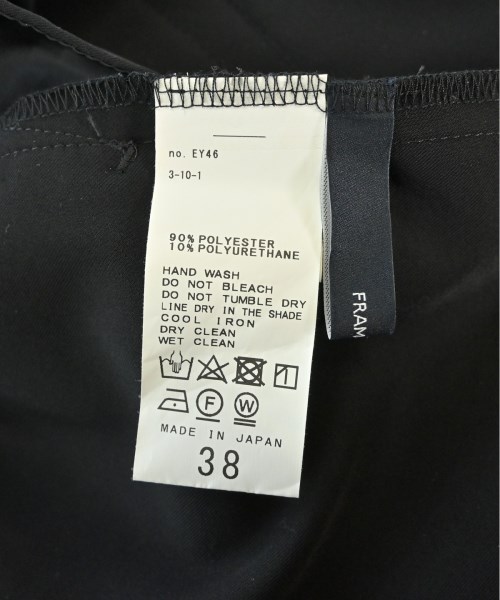 no. EY46
3-10-1
90% POLYESTER
10% POLYURETHANE
HAND WASH
DO NOT BLEACH
DO NOT TUMBLE DRY
LINE DRY IN THE SHADE
COOL IRON
DRY CLEAN
WET CLEAN
F W
MADE IN JAPAN
38
FRAM